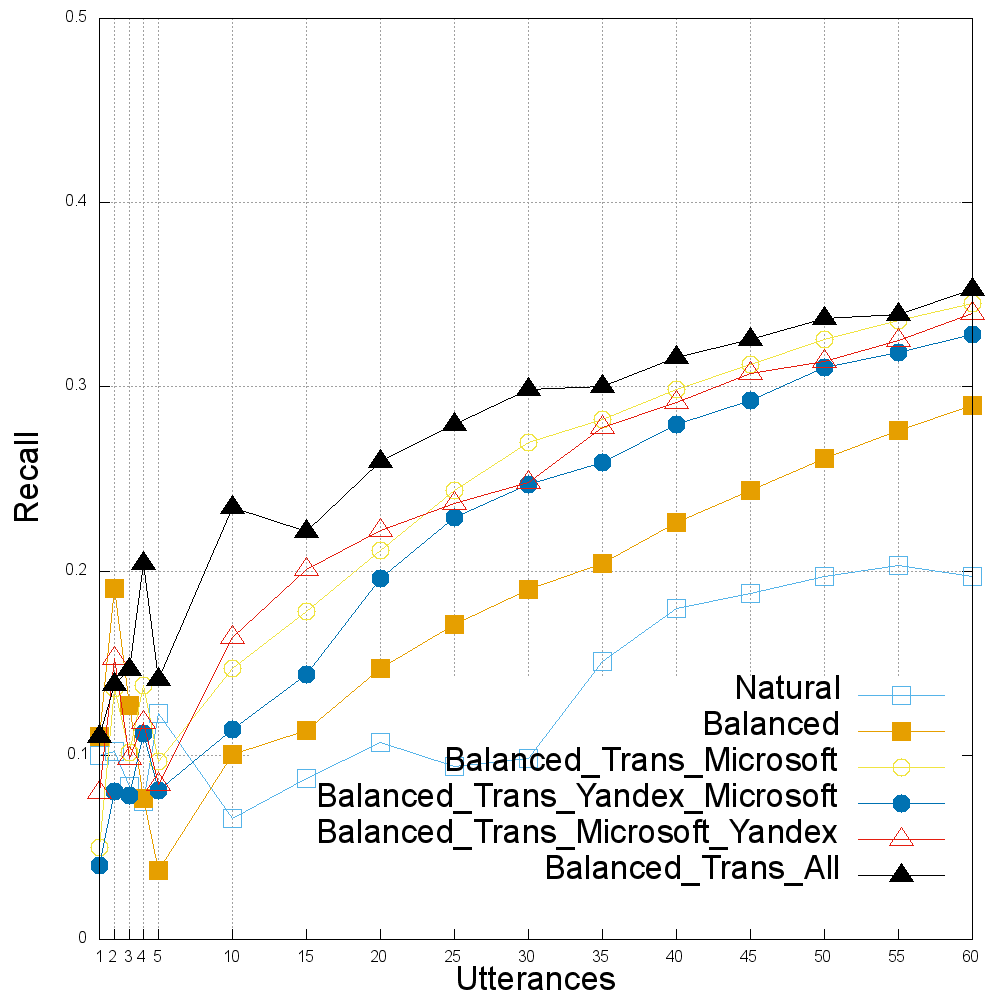 0.5
0.4
0.3
0.2
0.1
0
Recall
Natural
Balanced
Balanced_Trans_Microsoft
Balanced_Trans_Yandex_Microsoft
Balanced_Trans_Microsoft_Yandex
Balanced_Trans_All
1 2 3 4 5 10 15 20 25 30 35 40 45 50 55 60
Utterances